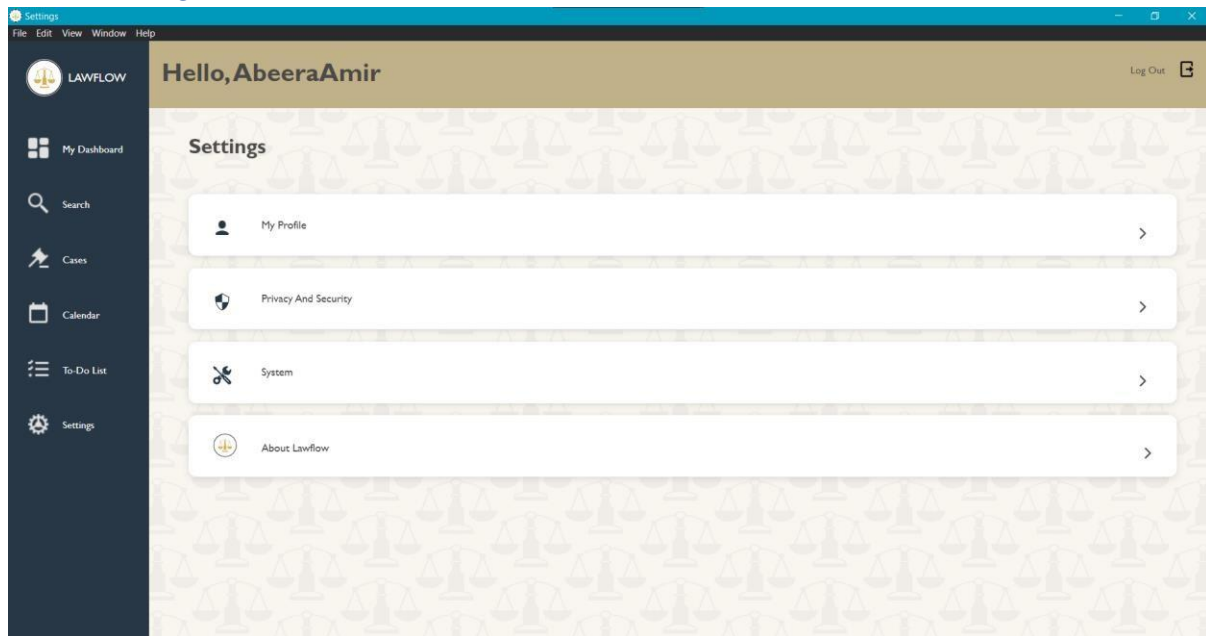 Settings
File Edit View Window Help
LAWFLOW
Hello, AbeeraAmir
Log Out
My Dashboard
Search
Cases
Calendar
To-Do List
Settings
Settings
My Profile
Privacy And Security
System
About Lawflow